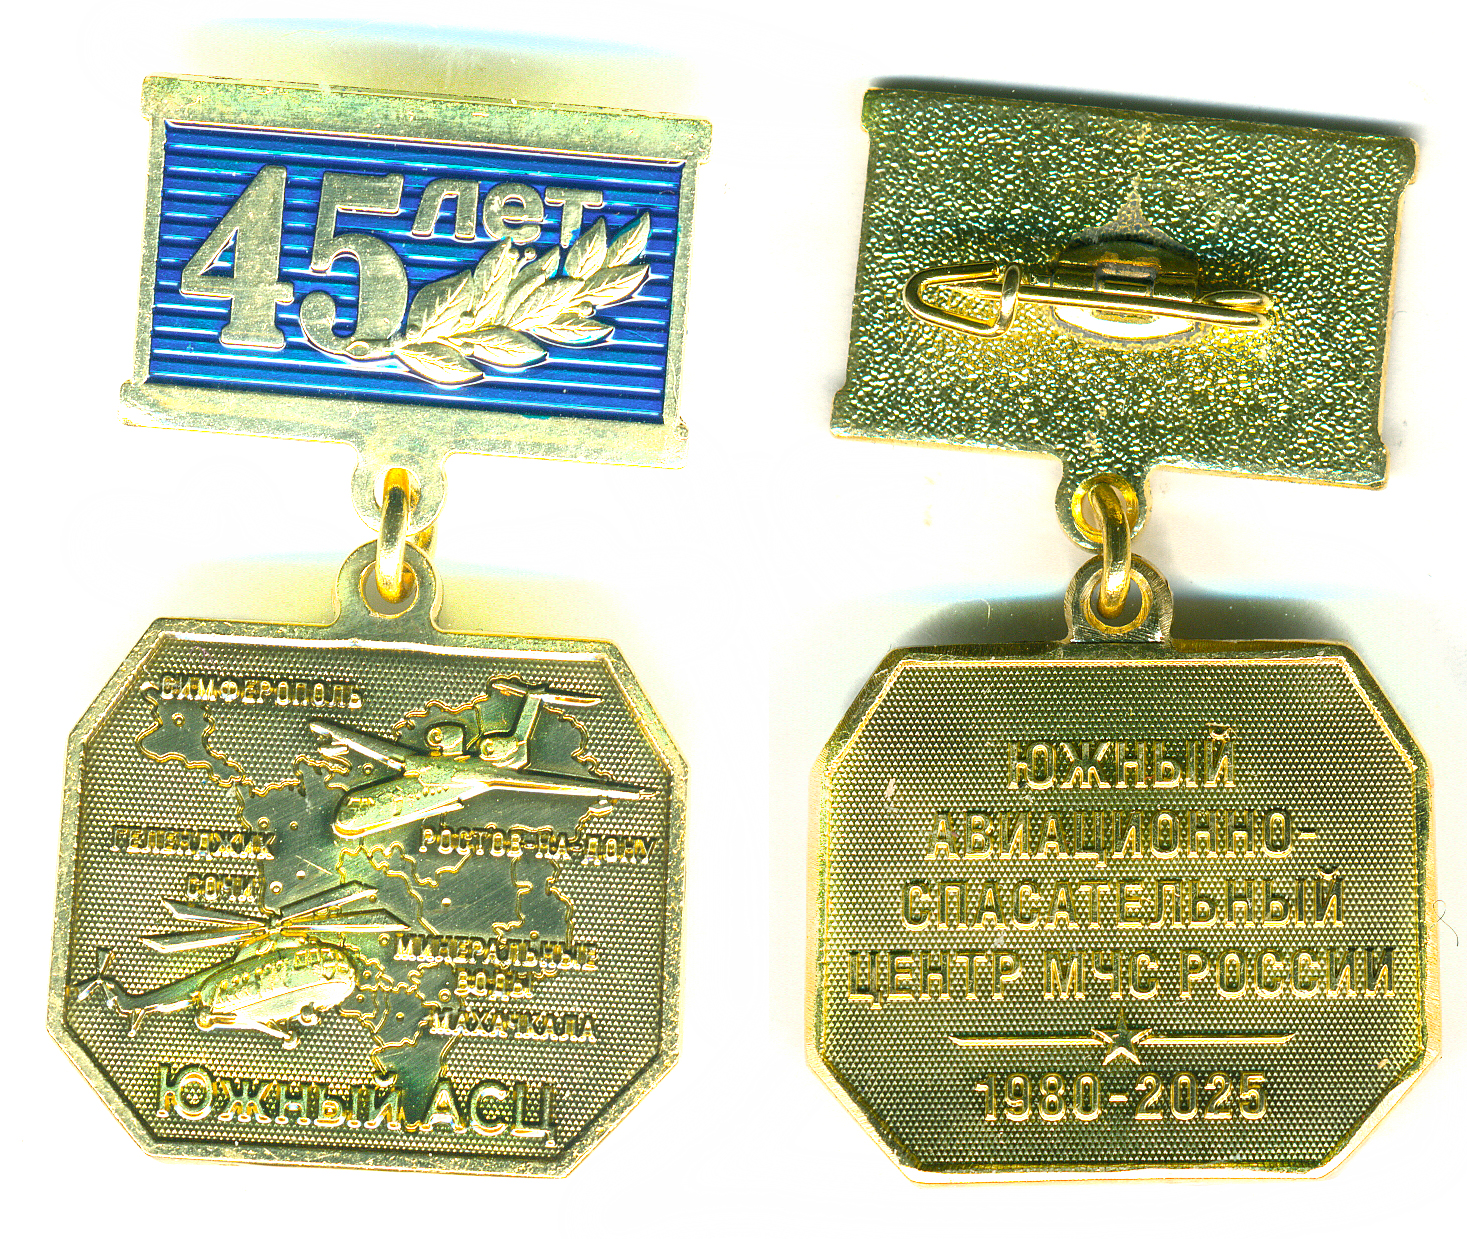 45 лет
СИМФЕРОПОЛЬ
ГЕЛЕНДЖИК
РОСТОВ-НА-ДОНУ
СОЧИ
МИНЕРАЛЬНЫЕ
ВОДЫ
МАХАЧКАЛА
ЮЖНЫЙ АСЦ
ЮЖНЫЙ
АВИАЦИОННО-
СПАСАТЕЛЬНЫЙ
ЦЕНТР МЧС РОССИИ
1980-2025